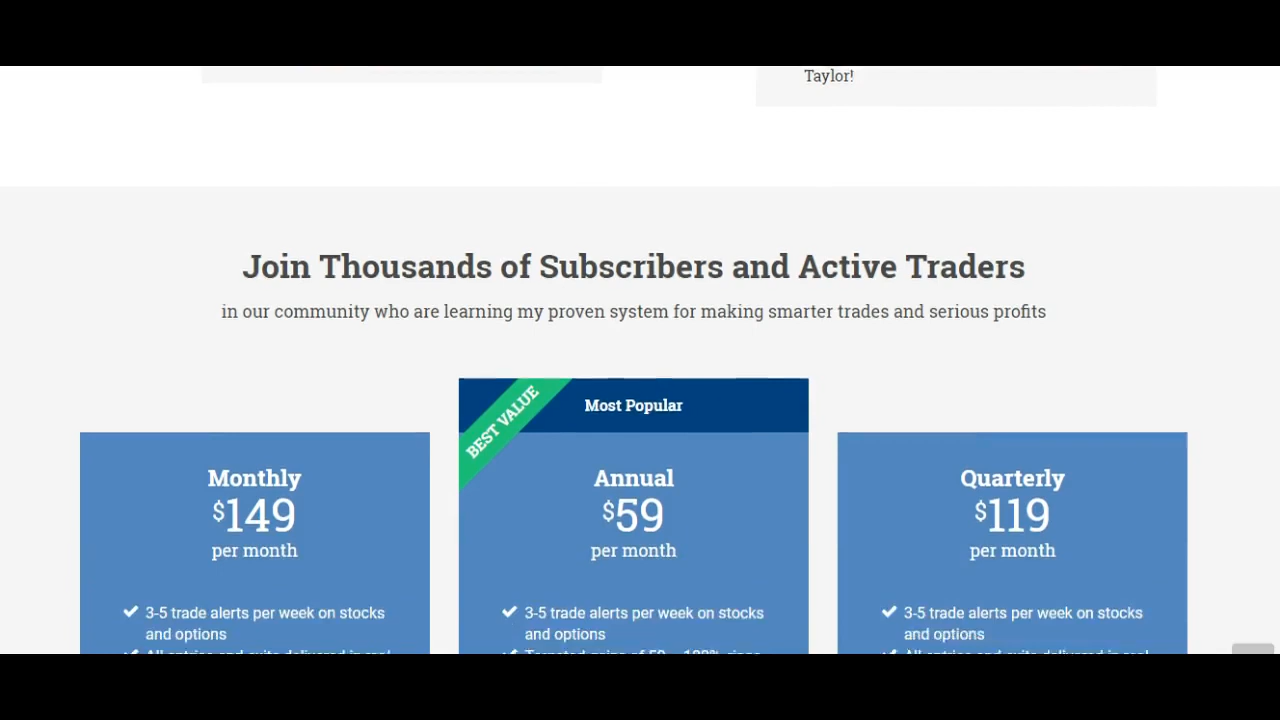 Taylor!
Join Thousands of Subscribers and Active Traders
in our community who are learning my proven system for making smarter trades and serious profits
BEST VALUE
Most Popular
Monthly
$149
per month
3-5 trade alerts per week on stocks
and options
Annual
$59
per month
3-5 trade alerts per week on stocks
and options
Quarterly
$119
per month
3-5 trade alerts per week on stocks
and options